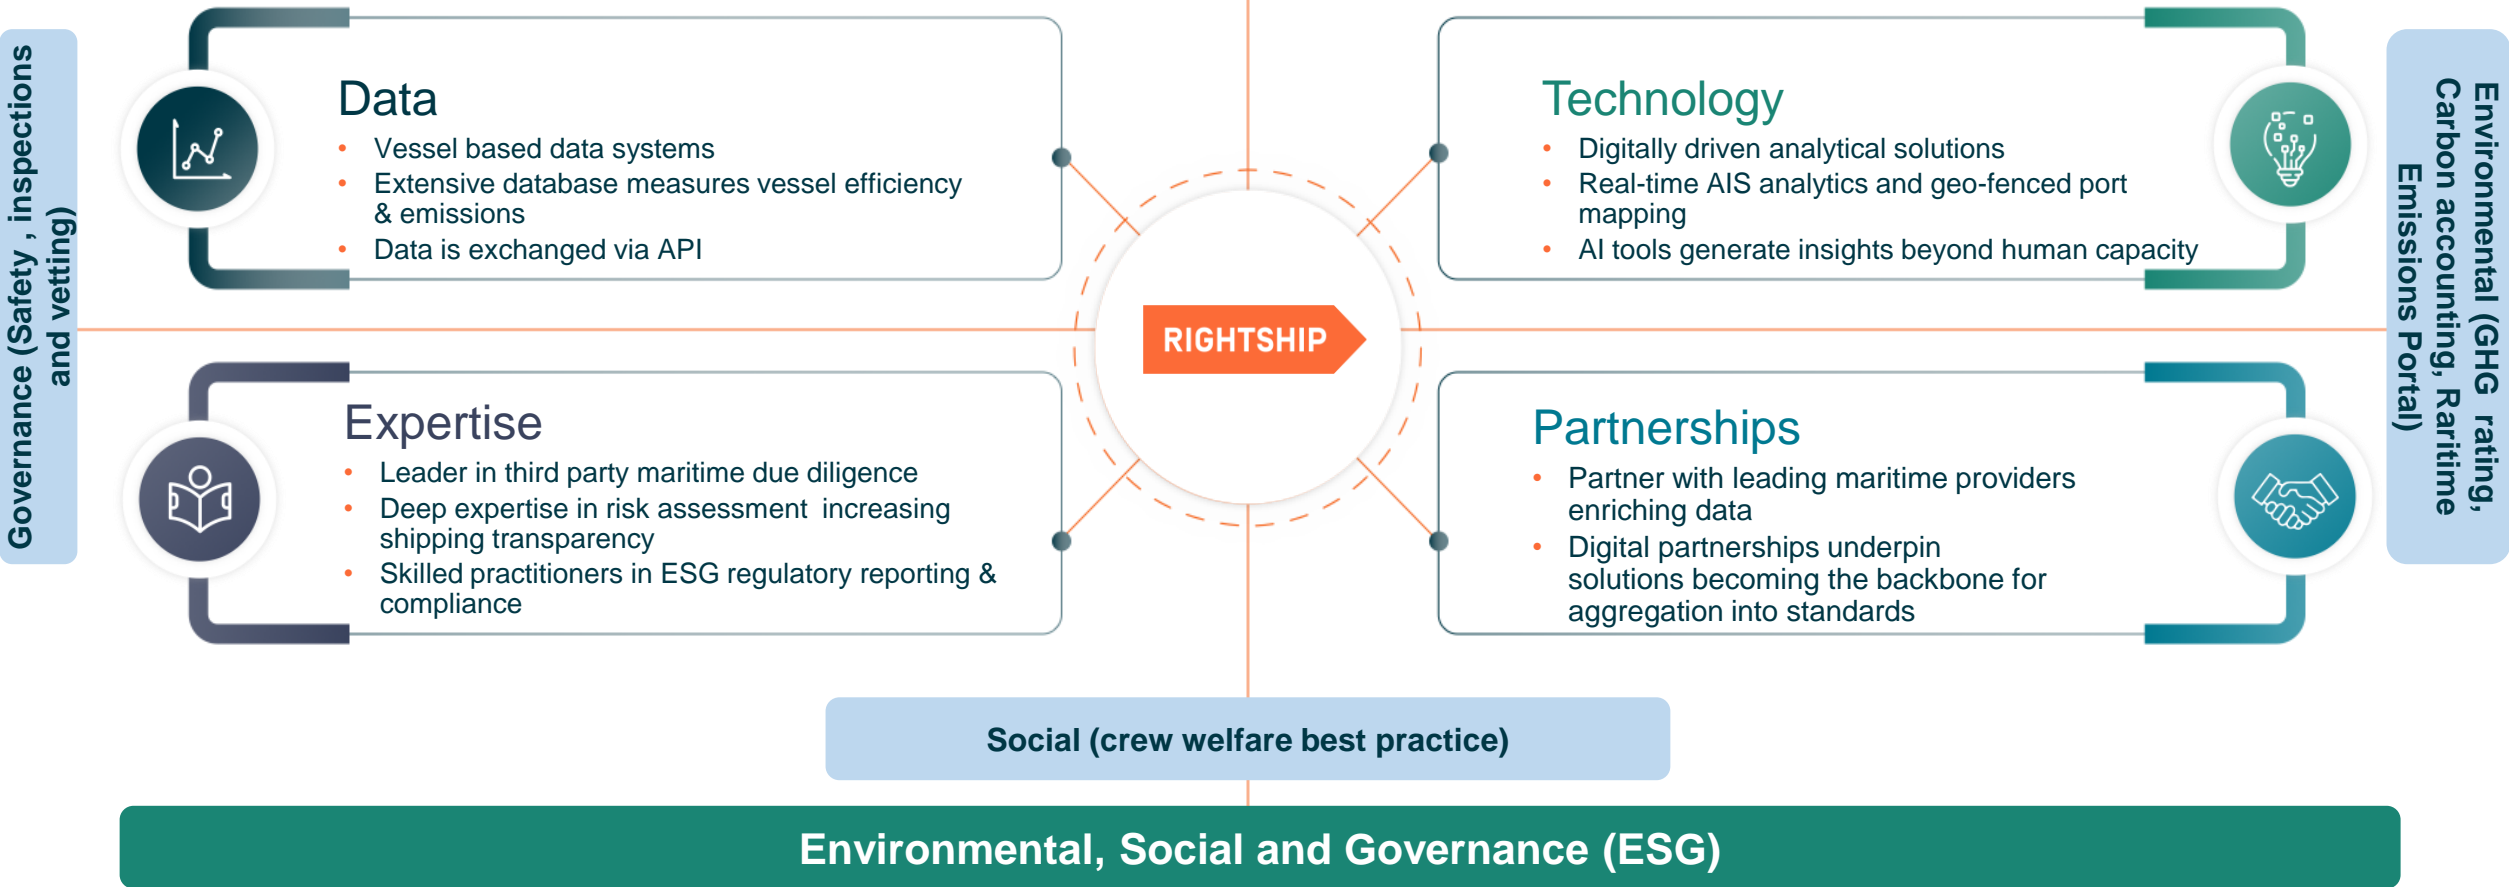 Governance (Safety , inspections
and vetting)
Data
• Vessel based data systems
• Extensive database measures vessel efficiency
& emissions
• Data is exchanged via API
Technology
• Digitally driven analytical solutions
• Real-time AIS analytics and geo-fenced port
mapping
• AI tools generate insights beyond human capacity
Environmental (GHG rating,
Carbon accounting, Raritime
Emissions Portal)
RIGHTSHIP
Expertise
• Leader in third party maritime due diligence
• Deep expertise in risk assessment increasing
shipping transparency
• Skilled practitioners in ESG regulatory reporting &
compliance
Partnerships
• Partner with leading maritime providers
enriching data
• Digital partnerships underpin
solutions becoming the backbone for
aggregation into standards
Social (crew welfare best practice)
Environmental, Social and Governance (ESG)